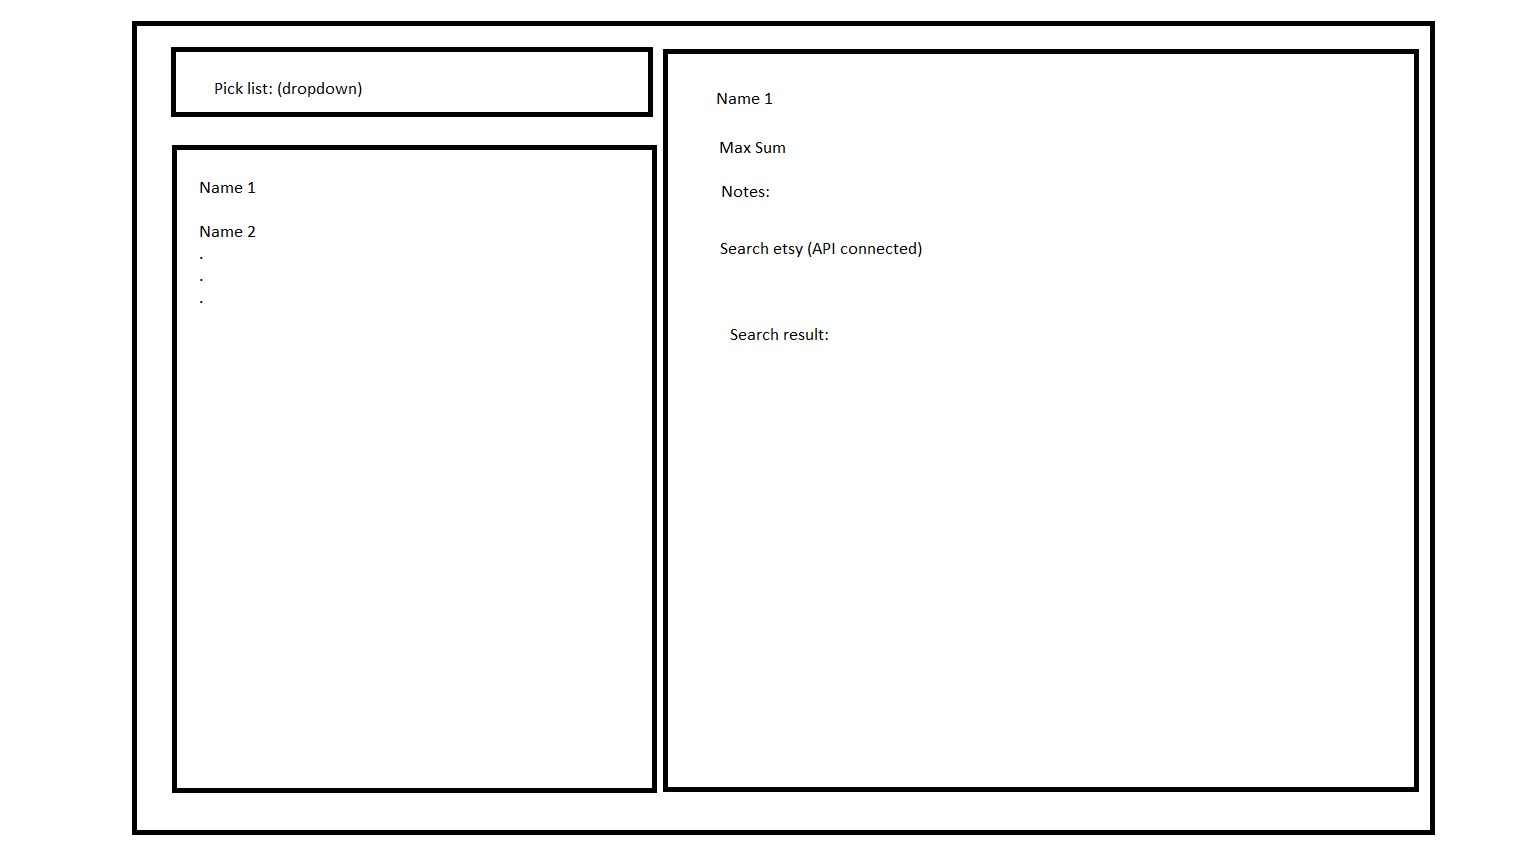 Pick list: (dropdown)
Name 1
Name 2
.
.
.
Name 1
Max Sum
Notes:
Search etsy (API connected)
Search result: